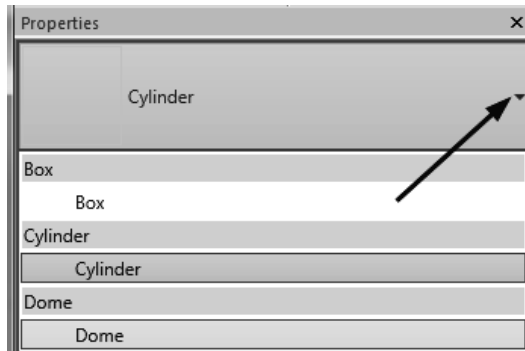 Properties
Cylinder
Box
Box
Cylinder
Cylinder
Dome
Dome